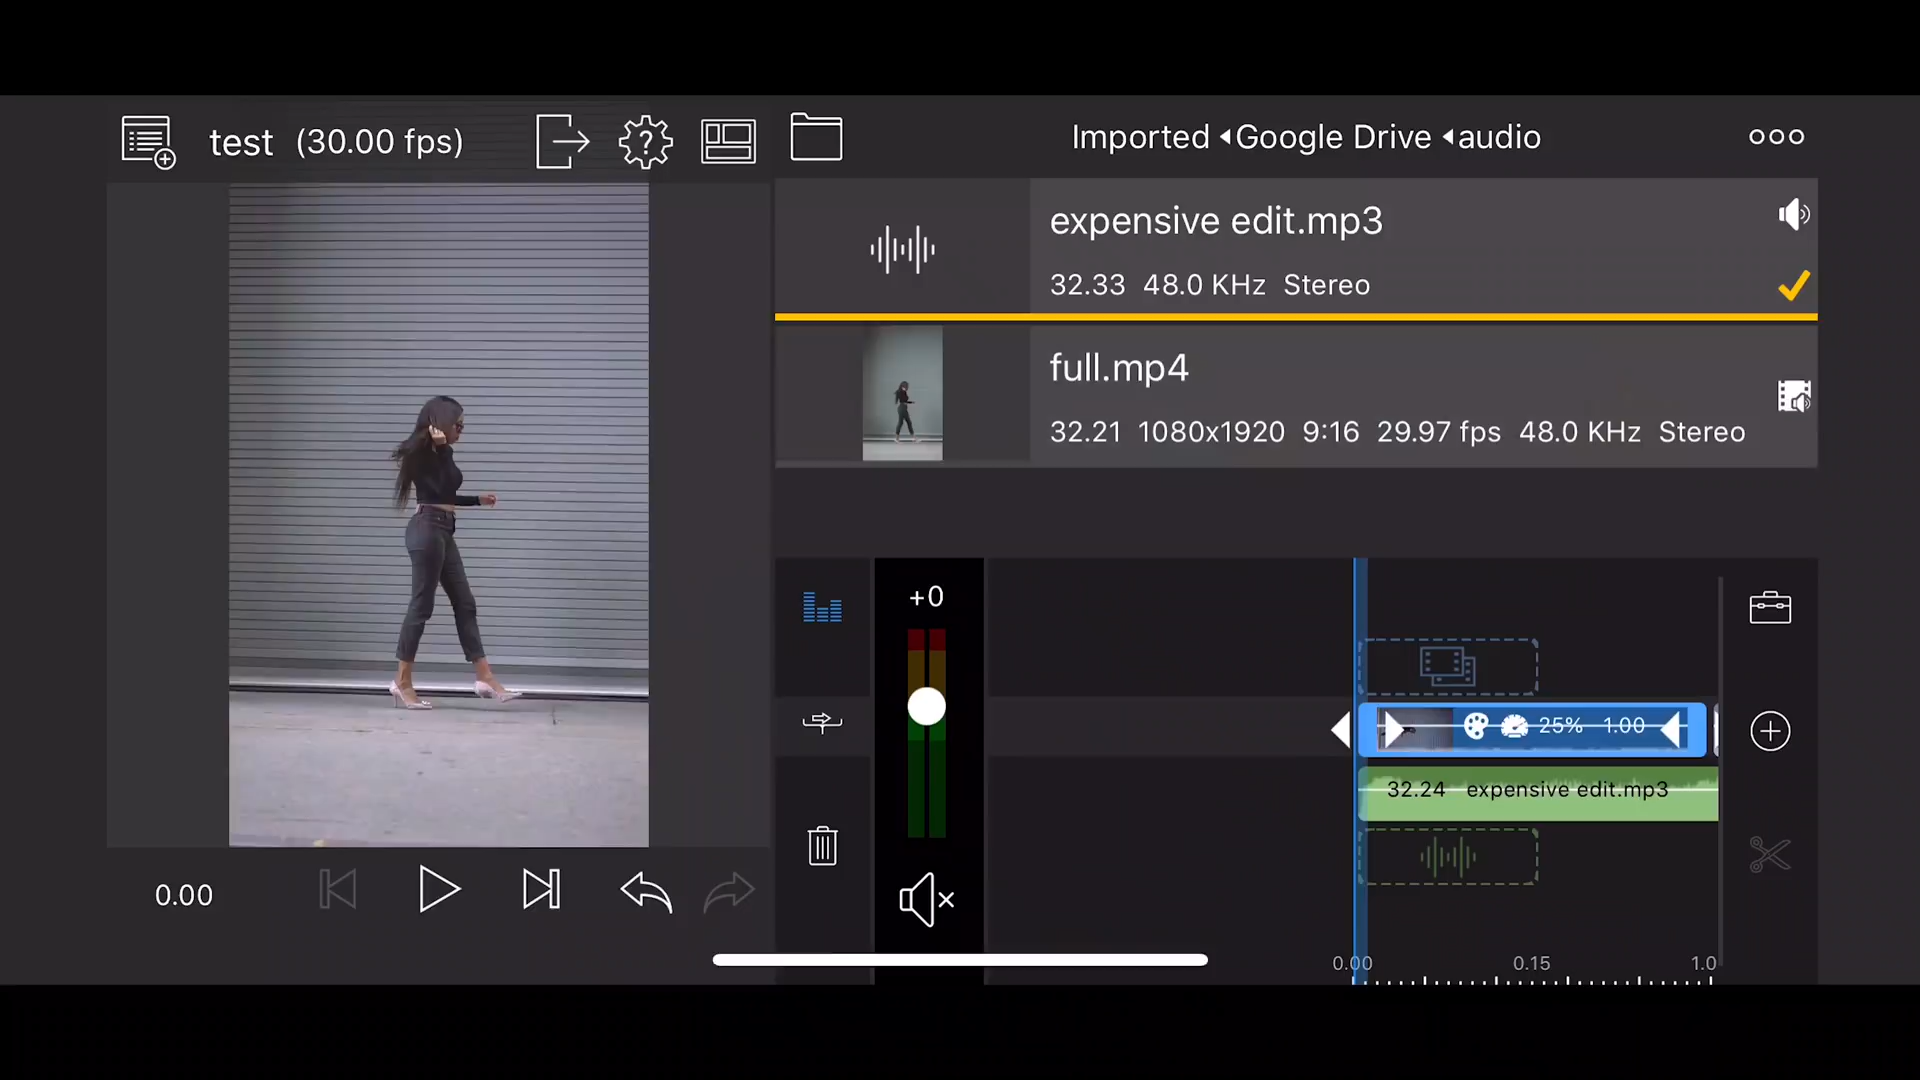 test (30.00 fps)
Imported ◂Google Drive ◂audio
expensive edit.mp3
32.33 48.0 KHz Stereo
full.mp4
32.21 1080x1920 9:16 29.97 fps 48.0 KHz Stereo
+0
25% 1.00
32.24 expensive edit.mp3
0.00
0.00 0.15 1.0